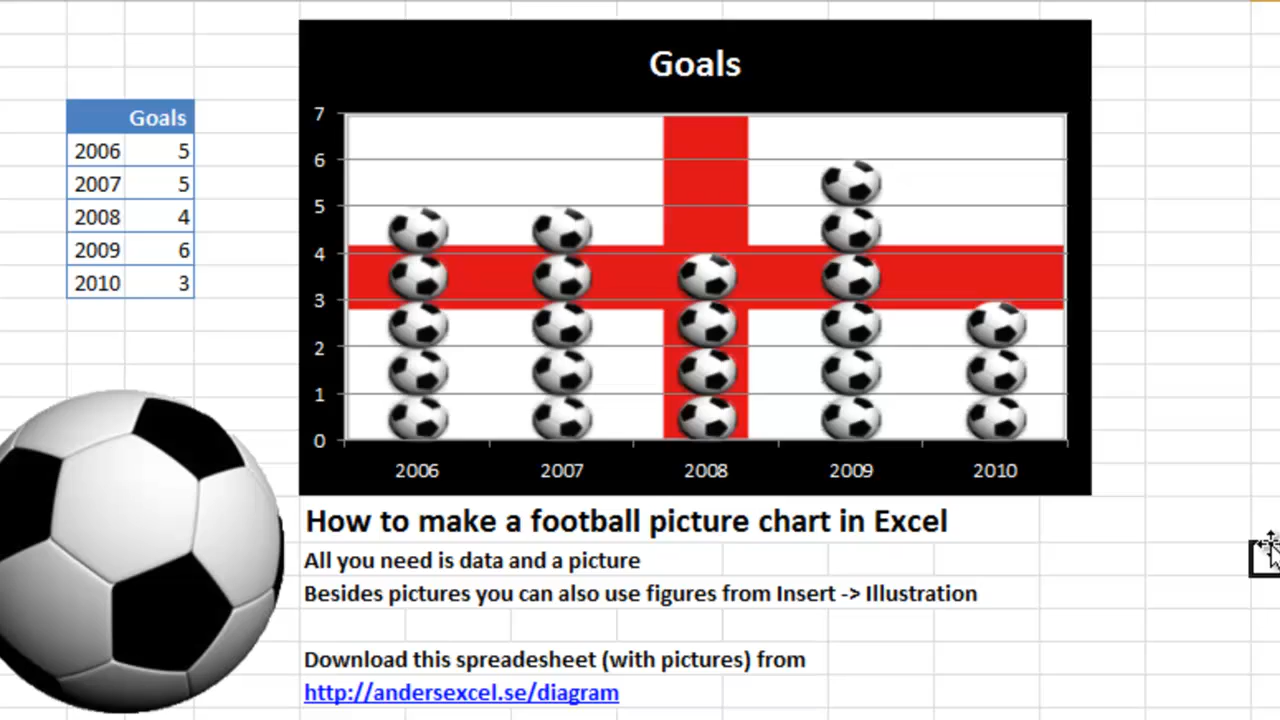 Goals
7
6
5
4
3
2
1
0
2006 2007 2008 2009 2010
Goals
2006 5
2007 5
2008 4
2009 6
2010 3
How to make a football picture chart in Excel
All you need is data and a picture
Besides pictures you can also use figures from Insert -> Illustration
Download this spreadesheet (with pictures) from
http://andersexcel.se/diagram